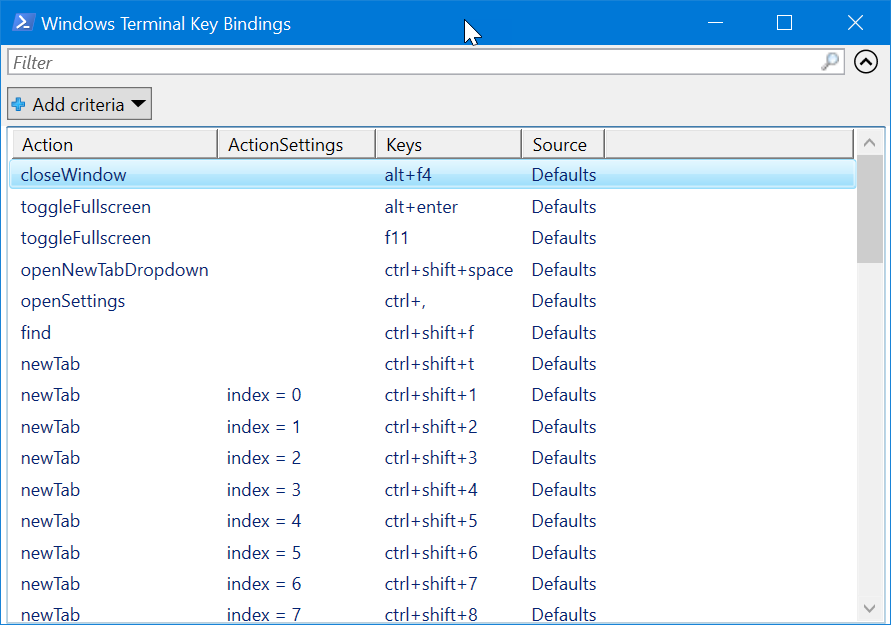 Windows Terminal Key Bindings
Filter
Add criteria
Action ActionSettings Keys Source
closeWindow alt+f4 Defaults
toggleFullscreen alt+enter Defaults
toggleFullscreen f11 Defaults
openNewTabDropdown ctrl+shift+space Defaults
openSettings ctrl+, Defaults
find ctrl+shift+f Defaults
newTab ctrl+shift+t Defaults
newTab index = 0 ctrl+shift+1 Defaults
newTab index = 1 ctrl+shift+2 Defaults
newTab index = 2 ctrl+shift+3 Defaults
newTab index = 3 ctrl+shift+4 Defaults
newTab index = 4 ctrl+shift+5 Defaults
newTab index = 5 ctrl+shift+6 Defaults
newTab index = 6 ctrl+shift+7 Defaults
newTab index = 7 ctrl+shift+8 Defaults